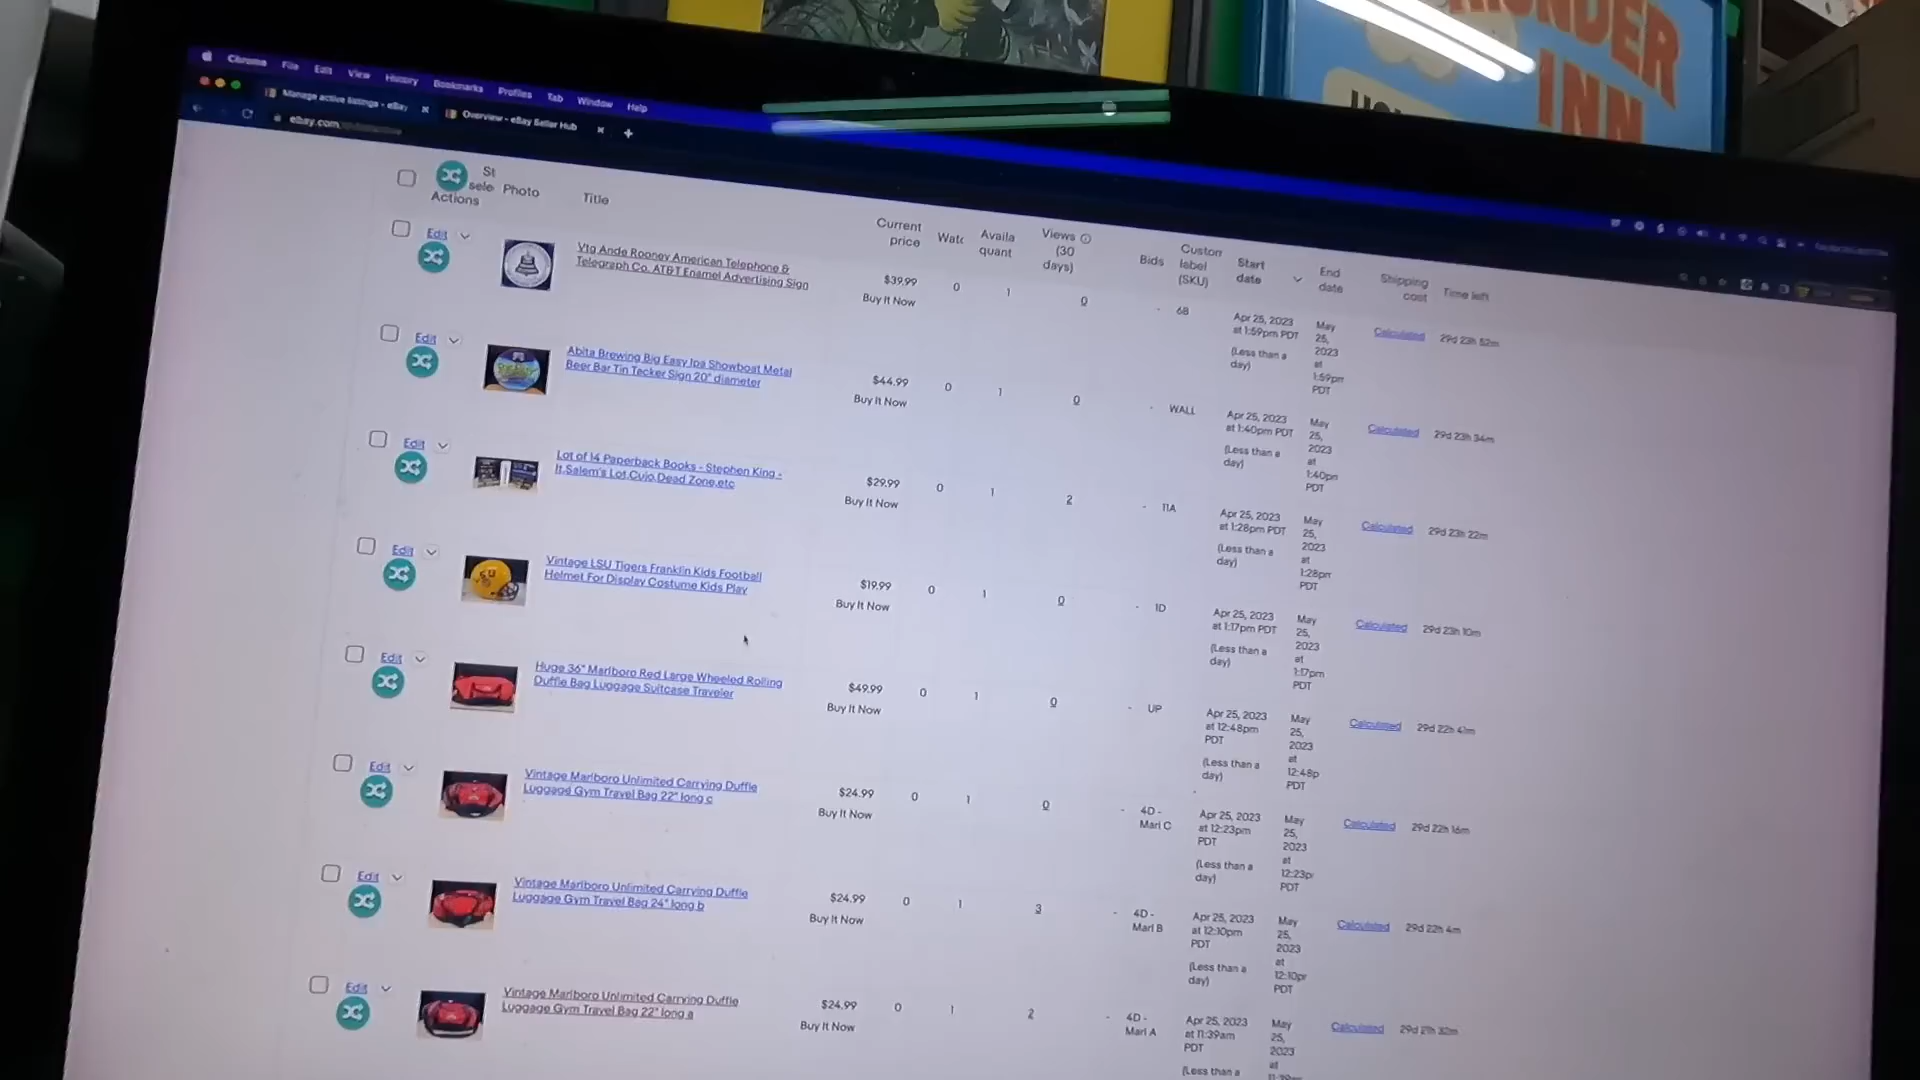 UNDER
INN
Chrome File Edit View History Bookmarks Profiles Tab Window Help
Manage active listings - eBay
Overview - eBay Seller Hub
ebay.com
Actions
Photo
Title
Current price
Availa quant
Views (30 days)
Bids
Custom label (SKU)
Start date
End date
Shipping cost
Time left
Edit
Vtg Ande Rooney American Telephone &
Telegraph Co. AT&T Enamel Advertising Sign
$39.99
Buy It Now
0
1
0
-
6B
Apr 25, 2023
at 1:59pm PDT
(Less than a
day)
May
25,
2023
at
1:59pm
PDT
Calculated
29d 23h 52m
Edit
Abita Brewing Big Easy Ipa Showboat Metal
Beer Bar Tin Tacker Sign 20" diameter
$44.99
Buy It Now
0
1
0
-
WALL
Apr 25, 2023
at 1:40pm PDT
(Less than a
day)
May
25,
2023
at
1:40pm
PDT
Calculated
29d 23h 34m
Edit
Lot of 14 Paperback Books - Stephen King -
It,Salem's Lot,Cujo,Dead Zone,etc
$29.99
Buy It Now
0
1
2
-
11A
Apr 25, 2023
at 1:28pm PDT
(Less than a
day)
May
25,
2023
at
1:28pm
PDT
Calculated
29d 23h 22m
Edit
Vintage LSU Tigers Franklin Kids Football
Helmet For Display Costume Kids Play
$19.99
Buy It Now
0
1
0
-
1D
Apr 25, 2023
at 1:17pm PDT
(Less than a
day)
May
25,
2023
at
1:17pm
PDT
Calculated
29d 23h 10m
Edit
Huge 36" Marlboro Red Large Wheeled Rolling
Duffle Bag Luggage Suitcase Traveler
$49.99
Buy It Now
0
1
0
-
UP
Apr 25, 2023
at 12:48pm
PDT
(Less than a
day)
May
25,
2023
at
12:48p
PDT
Calculated
29d 22h 41m
Edit
Vintage Marlboro Unlimited Carrying Duffle
Luggage Gym Travel Bag 22" long c
$24.99
Buy It Now
0
1
0
-
4D -
Marl C
Apr 25, 2023
at 12:23pm
PDT
(Less than a
day)
May
25,
2023
at
12:23p
PDT
Calculated
29d 22h 16m
Edit
Vintage Marlboro Unlimited Carrying Duffle
Luggage Gym Travel Bag 24" long b
$24.99
Buy It Now
0
1
3
-
4D -
Marl B
Apr 25, 2023
at 12:10pm
PDT
(Less than a
day)
May
25,
2023
at
12:10pr
PDT
Calculated
29d 22h 4m
Edit
Vintage Marlboro Unlimited Carrying Duffle
Luggage Gym Travel Bag 22" long a
$24.99
Buy It Now
0
1
2
-
4D -
Marl A
Apr 25, 2023
at 11:39am
PDT
(Less than a
May
25,
2023
at
Calculated
29d 21h 32m